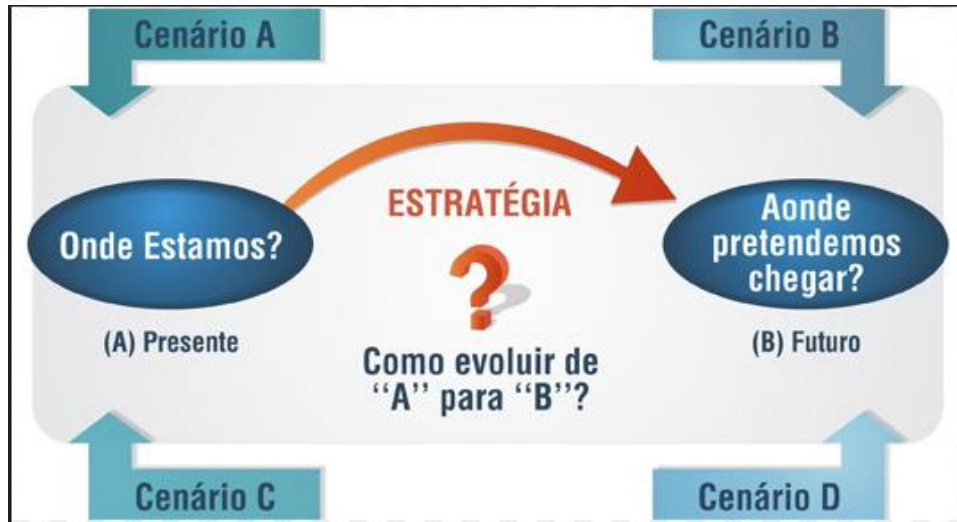 Cenário A
Cenário B
ESTRATÉGIA
Onde Estamos?
Aonde
pretendemos
chegar?
(A) Presente
(B) Futuro
Como evoluir de
“A” para “B”?
Cenário C
Cenário D